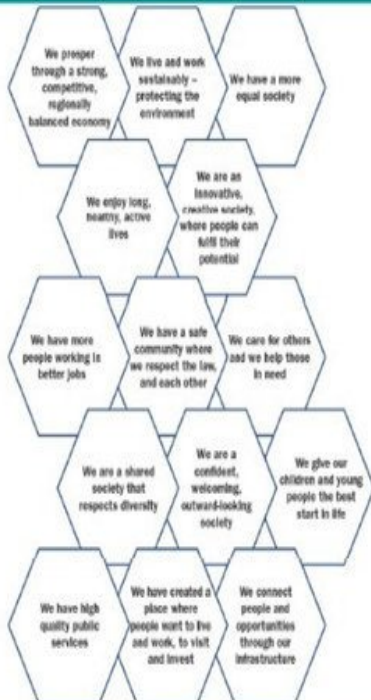 We prosper
through a strong,
competitive,
regionally
balanced economy
We live and work
sustainably –
protecting the
environment
We have a more
equal society
We enjoy long,
healthy, active
lives
We are an
innovative,
creative society,
where people can
fulfil their
potential
We have more
people working in
better jobs
We have a safe
community where
we respect the law,
and each other
We care for others
and we help those
in need
We are a shared
society that
respects diversity
We are a
confident,
welcoming,
outward-looking
society
We give our
children and young
people the best
start in life
We have high
quality public
services
We have created a
place where
people want to live
and work, to visit
and invest
We connect
people and
opportunities
through our
infrastructure